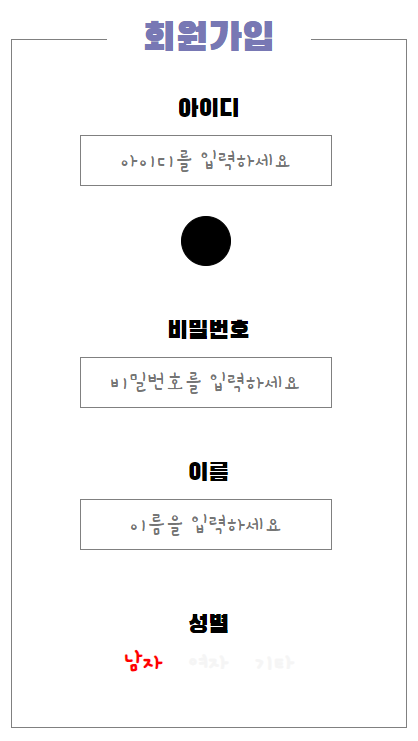 회원가입
아이디
아이디를 입력하세요
비밀번호
비밀번호를 입력하세요
이름
이름을 입력하세요
성별
남자 여자 기타